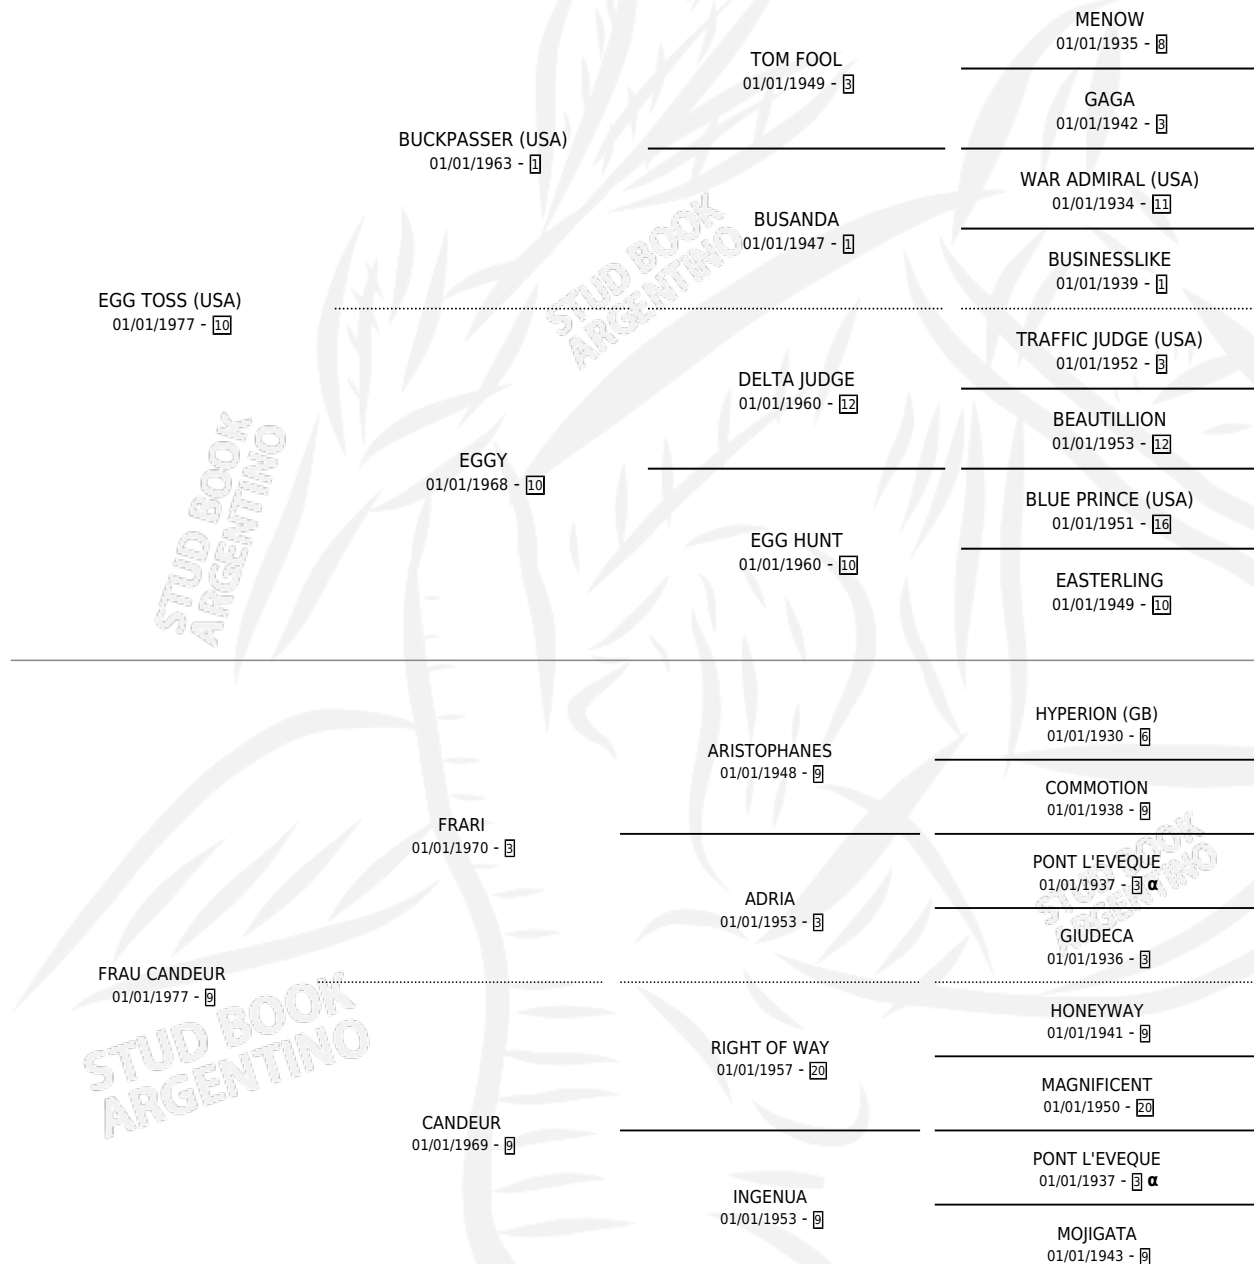 MENOW
01/01/1935 - 8
TOM FOOL
01/01/1949 - 3
GAGA
01/01/1942 - 3
BUCKPASSER (USA)
01/01/1963 - 1
WAR ADMIRAL (USA)
01/01/1934 - 11
BUSANDA
01/01/1947 - 1
BUSINESSLIKE
01/01/1939 - 1
EGG TOSS (USA)
01/01/1977 - 10
TRAFFIC JUDGE (USA)
01/01/1952 - 3
DELTA JUDGE
01/01/1960 - 12
BEAUTILLION
01/01/1953 - 12
EGGY
01/01/1968 - 10
BLUE PRINCE (USA)
01/01/1951 - 16
EGG HUNT
01/01/1960 - 10
EASTERLING
01/01/1949 - 10
HYPERION (GB)
01/01/1930 - 6
ARISTOPHANES
01/01/1948 - 9
COMMOTION
01/01/1938 - 9
FRARI
01/01/1970 - 3
PONT L'EVEQUE
01/01/1937 - 3 α
ADRIA
01/01/1953 - 3
GIUDECA
01/01/1936 - 3
FRAU CANDEUR
01/01/1977 - 9
HONEYWAY
01/01/1941 - 9
RIGHT OF WAY
01/01/1957 - 20
MAGNIFICENT
01/01/1950 - 20
CANDEUR
01/01/1969 - 9
PONT L'EVEQUE
01/01/1937 - 3 α
INGENUA
01/01/1953 - 9
MOJIGATA
01/01/1943 - 9
STUD BOOK
ARGENTINO
STUD BOOK
ARGENTINO
STUD BOOK
ARGENTINO
STUD BOOK
ARGENTINO